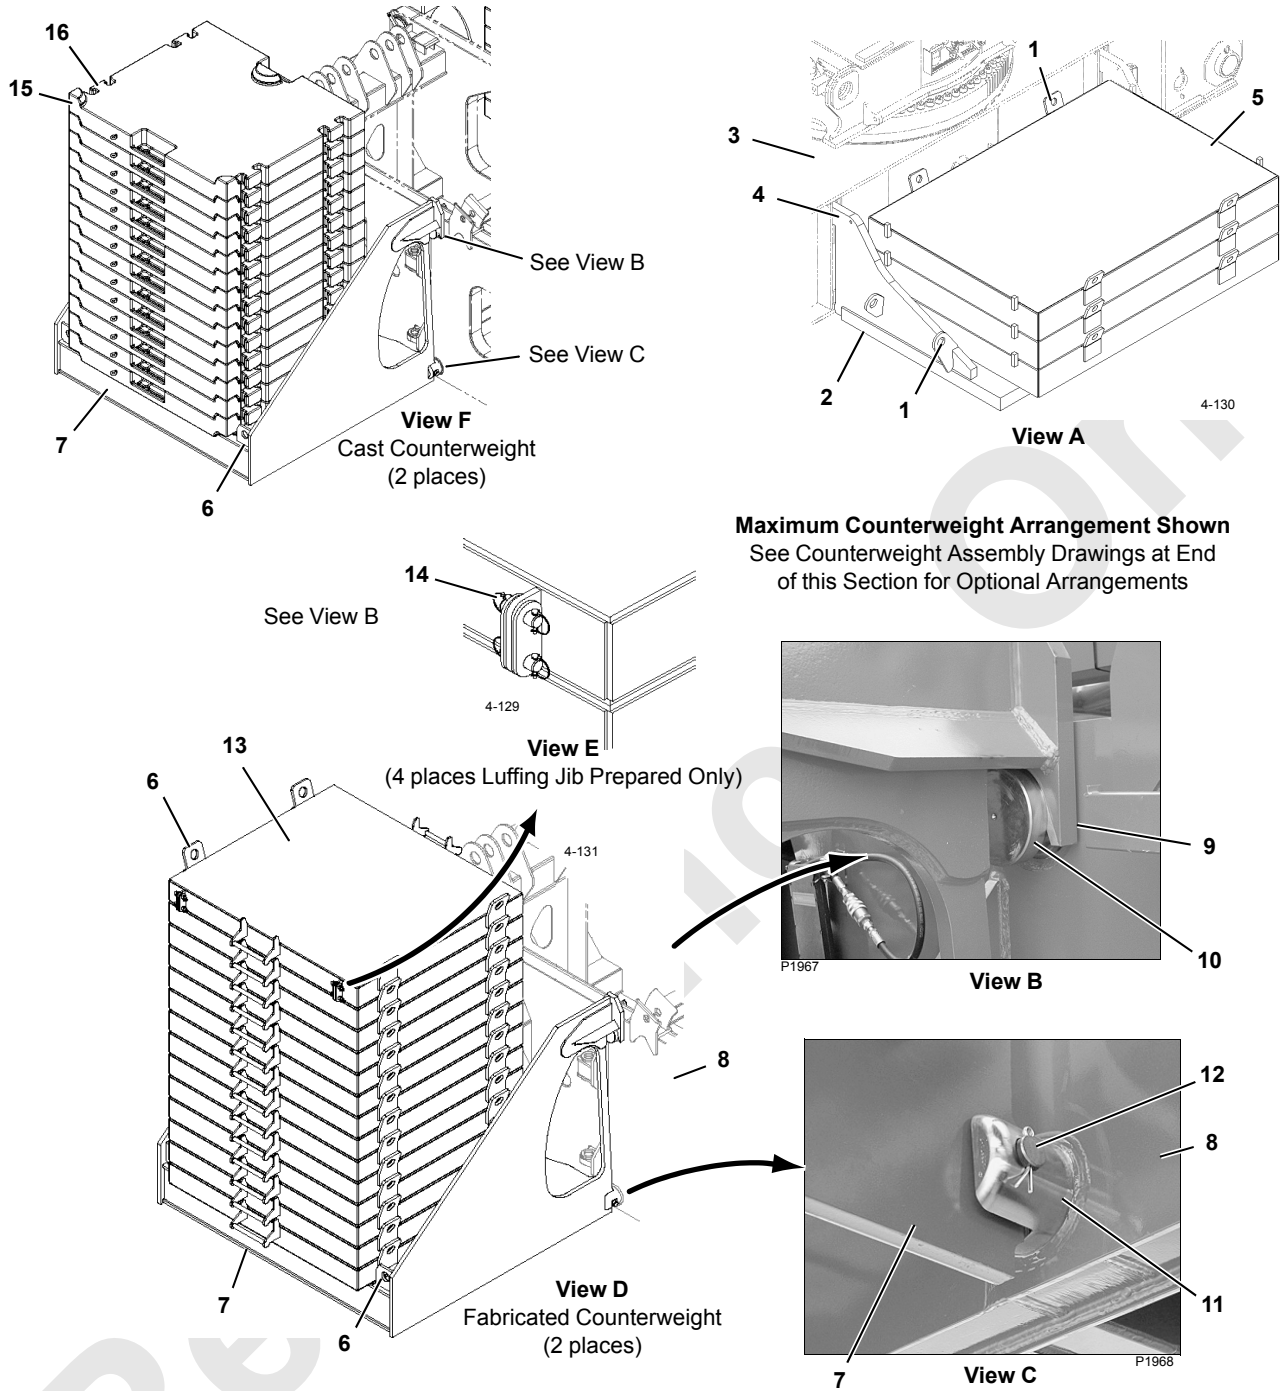 16
15
See View B
See View C
View F
Cast Counterweight
(2 places)
7
6
1
5
3
4
2
1
4-130
View A
Maximum Counterweight Arrangement Shown
See Counterweight Assembly Drawings at End
of this Section for Optional Arrangements
14
See View B
4-129
View E
(4 places Luffing Jib Prepared Only)
13
6
4-131
9
10
P1967
View B
8
View D
Fabricated Counterweight
(2 places)
7
6
12
8
11
7
P1968
View C